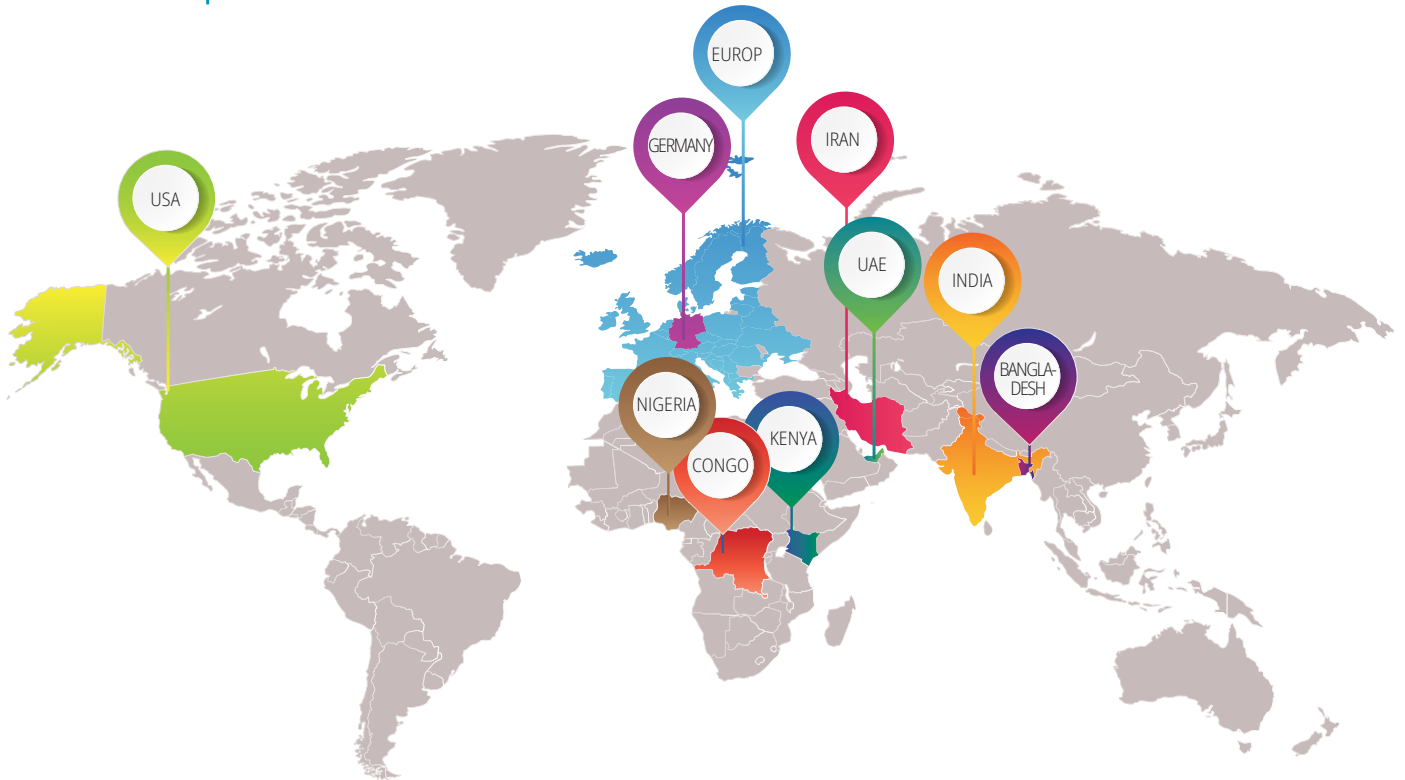 EUROP
GERMANY
IRAN
USA
UAE
INDIA
BANGLA-
DESH
NIGERIA
KENYA
CONGO